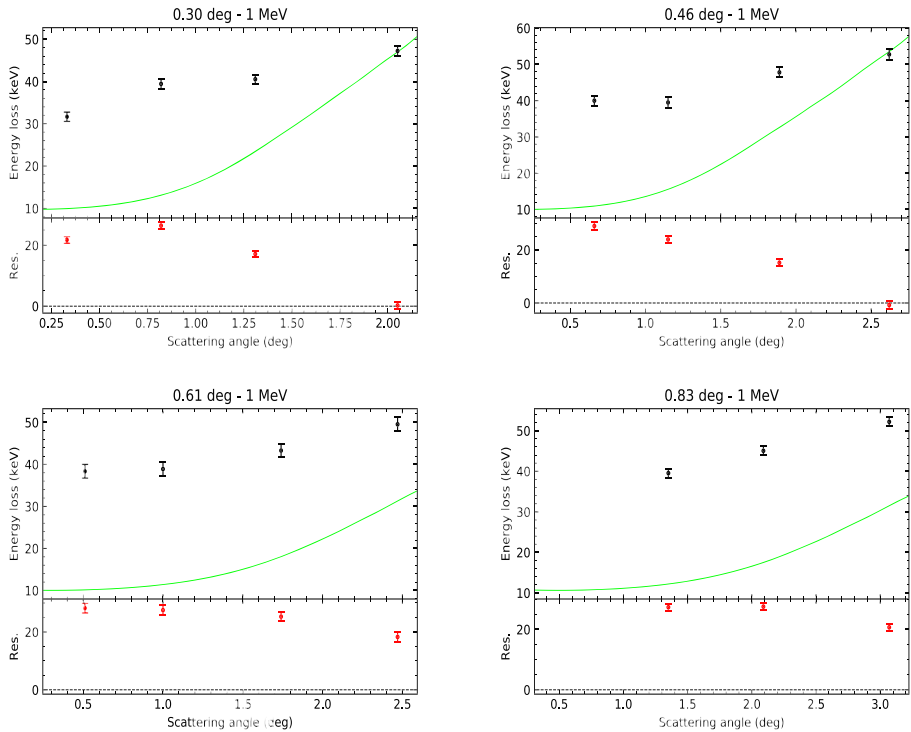 0.30 deg - 1 MeV
Energy loss (keV)
50
40
30
20
10
Res.
20
0
0.25 0.50 0.75 1.00 1.25 1.50 1.75 2.00
Scattering angle (deg)
0.46 deg - 1 MeV
Energy loss (keV)
60
50
40
30
20
10
20
0
0.5 1.0 1.5 2.0 2.5
Scattering angle (deg)
0.61 deg - 1 MeV
Energy loss (keV)
50
40
30
20
10
Res.
20
0
0.5 1.0 1.5 2.0 2.5
Scattering angle (deg)
0.83 deg - 1 MeV
Energy loss (keV)
50
40
30
20
10
Res.
20
0
0.5 1.0 1.5 2.0 2.5 3.0
Scattering angle (deg)